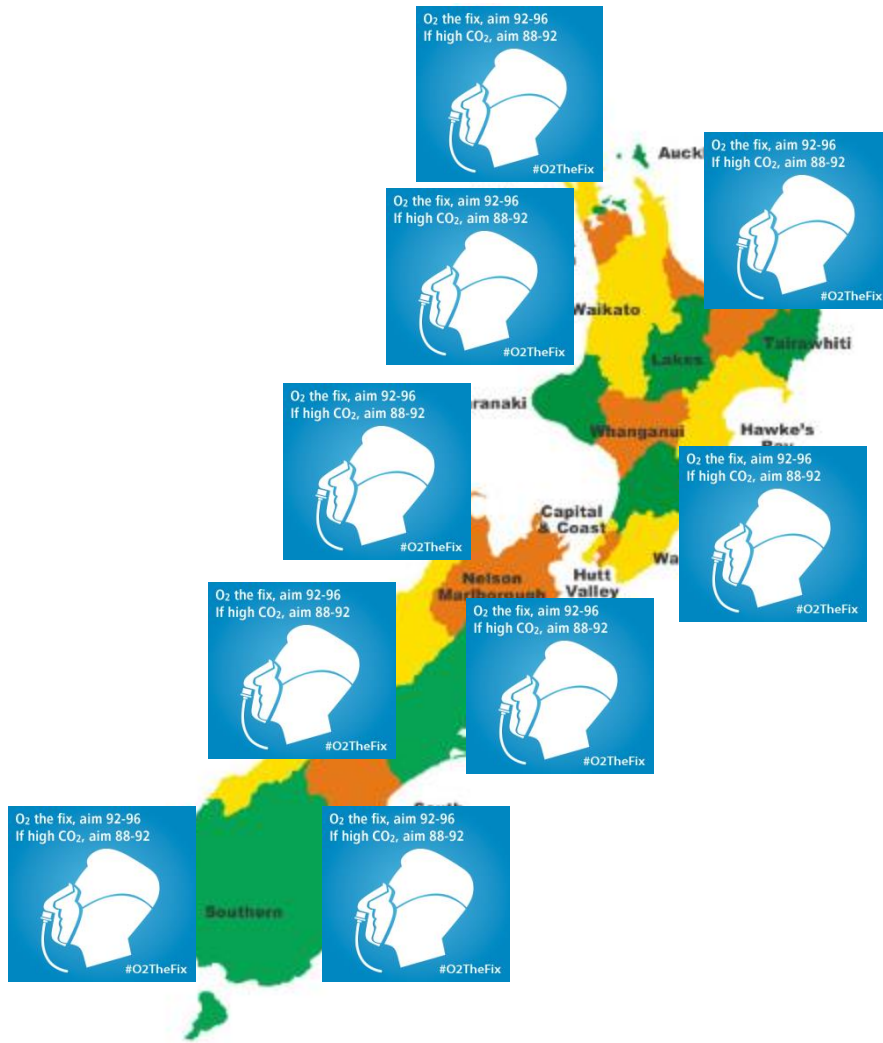 O₂ the fix, aim 92-96
If high CO₂, aim 88-92
#O2TheFix
O₂ the fix, aim 92-96
If high CO₂, aim 88-92
#O2TheFix
O₂ the fix, aim 92-96
If high CO₂, aim 88-92
#O2TheFix
Waikato
Tairawhiti
Lakes
O₂ the fix, aim 92-96
If high CO₂, aim 88-92
#O2TheFix
Whanganui
Hawke's
O₂ the fix, aim 92-96
If high CO₂, aim 88-92
#O2TheFix
Capital
& Coast
Hutt
Valley
Nelson
Marlborough
O₂ the fix, aim 92-96
If high CO₂, aim 88-92
#O2TheFix
O₂ the fix, aim 92-96
If high CO₂, aim 88-92
#O2TheFix
O₂ the fix, aim 92-96
If high CO₂, aim 88-92
#O2TheFix
Southern
O₂ the fix, aim 92-96
If high CO₂, aim 88-92
#O2TheFix